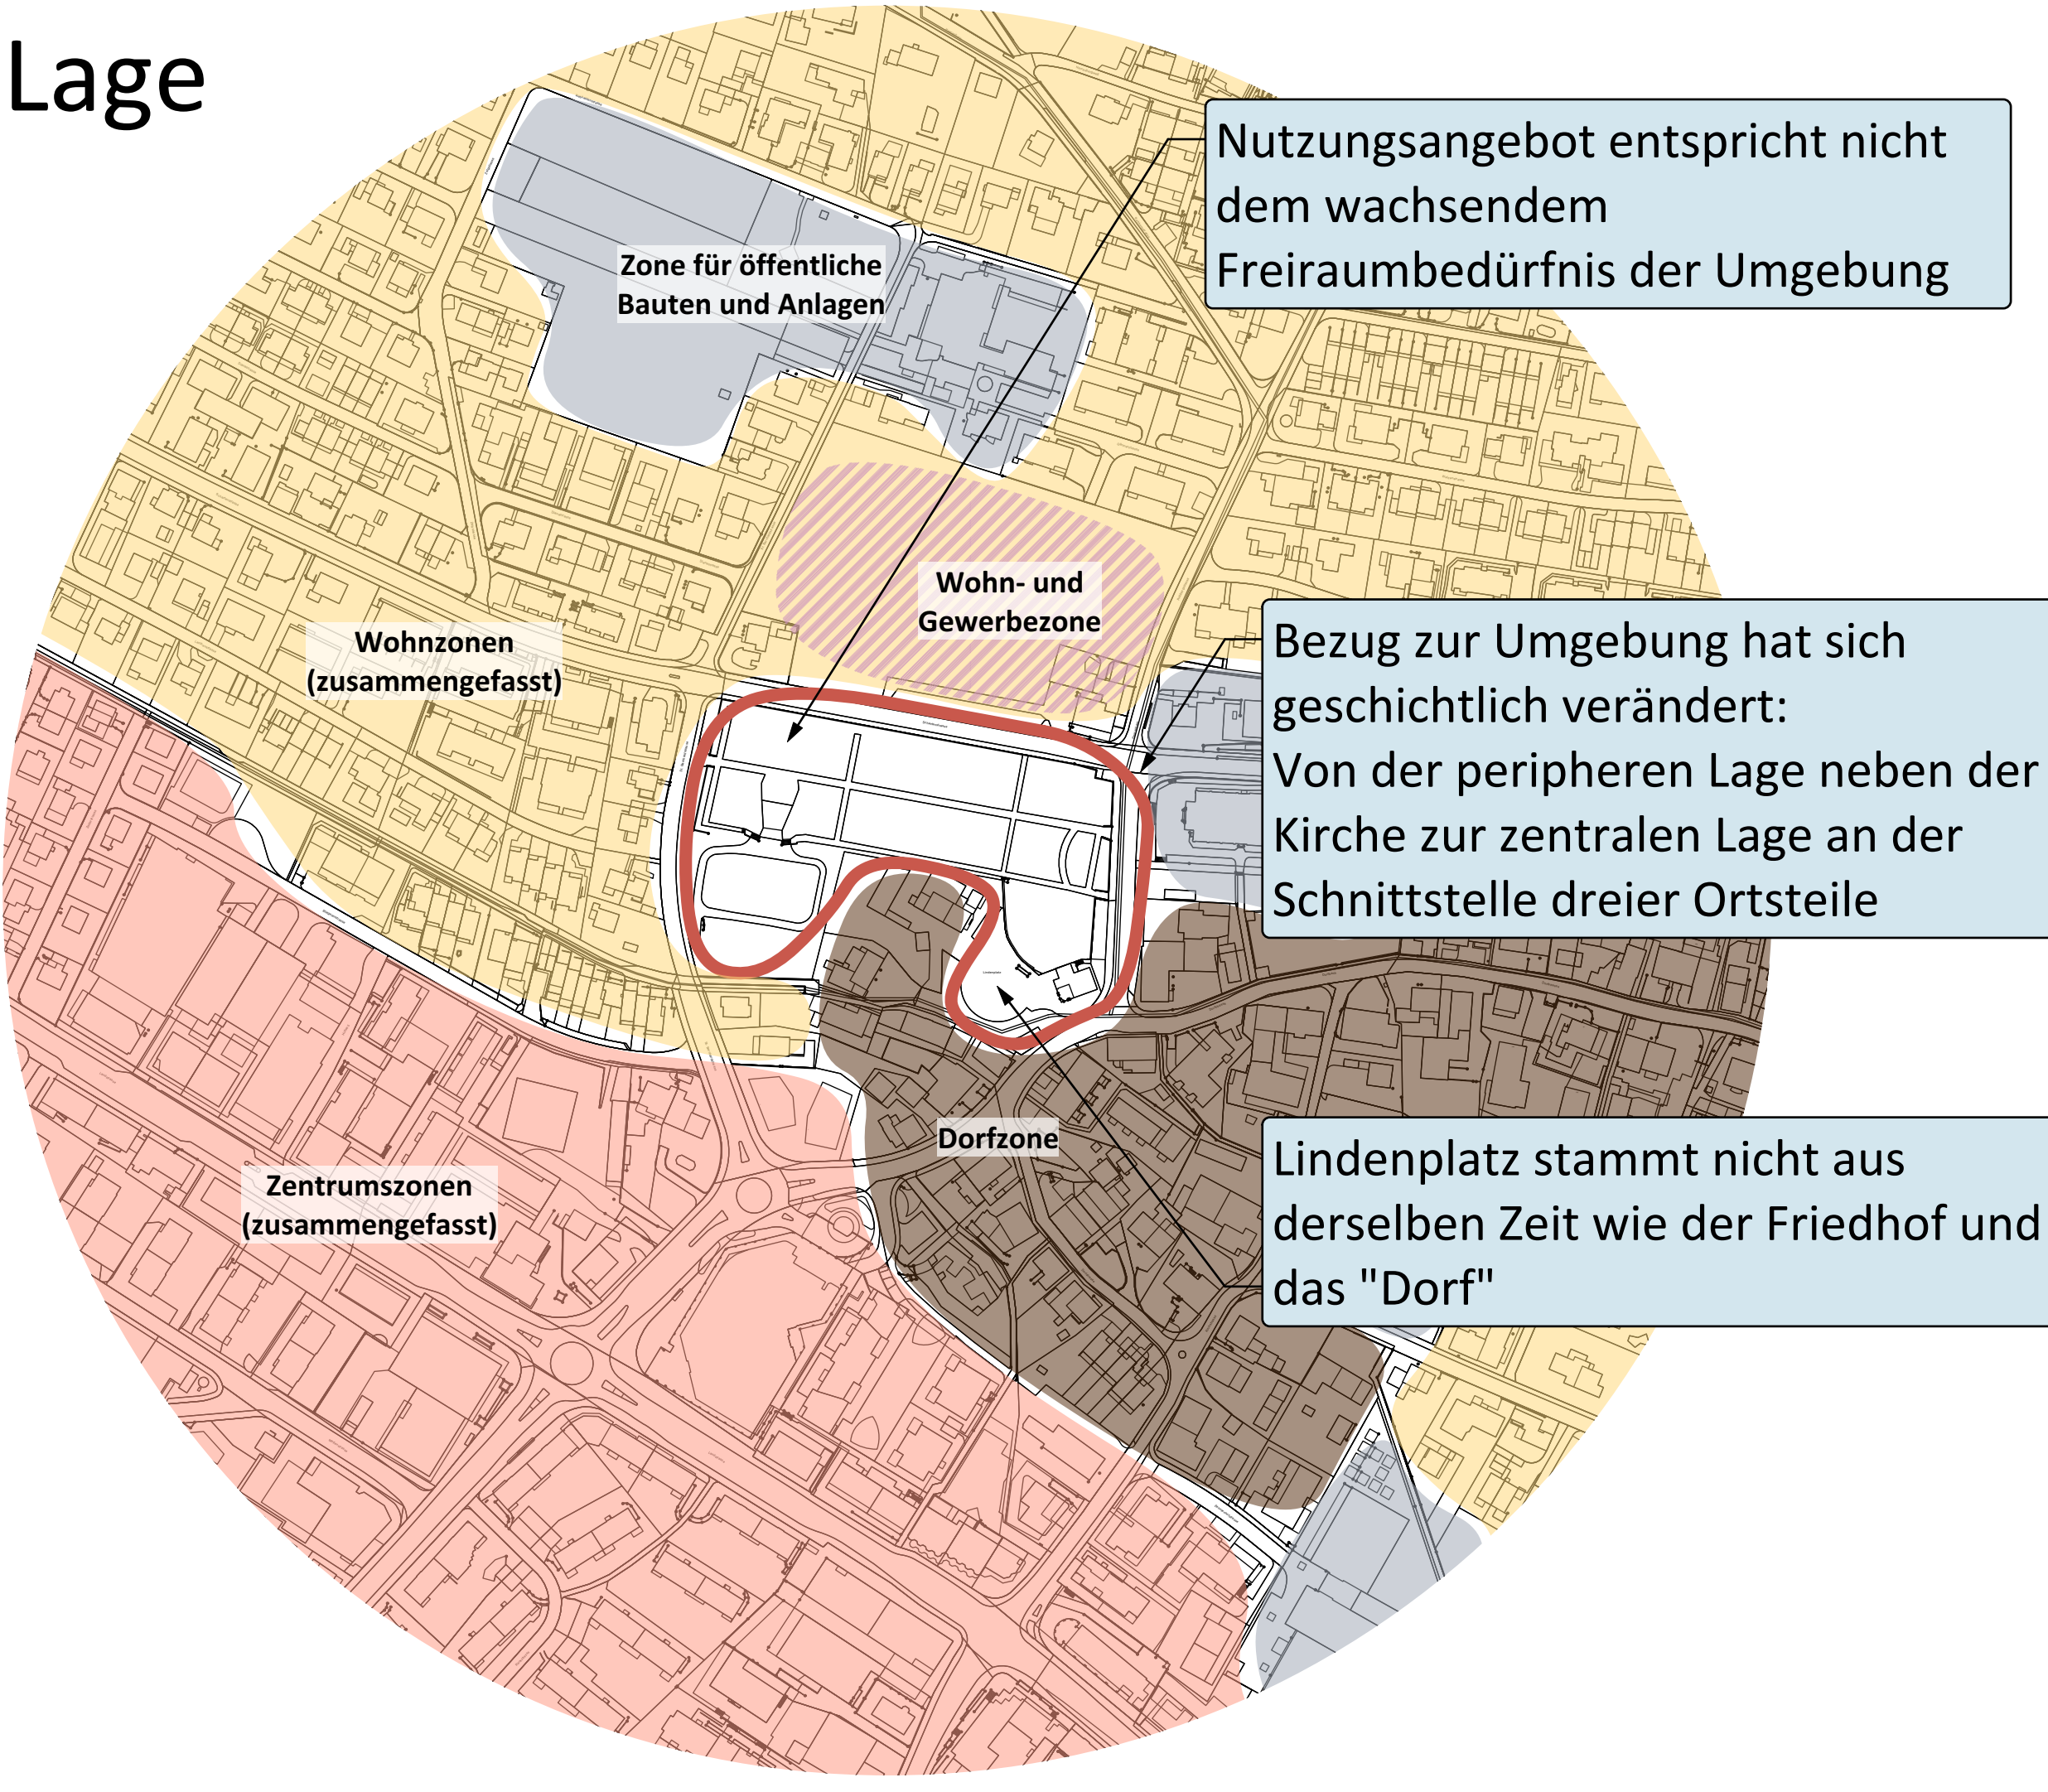 Lage
Nutzungsangebot entspricht nicht
dem wachsendem
Freiraumbedürfnis der Umgebung
Zone für öffentliche
Bauten und Anlagen
Wohn- und
Gewerbezone
Wohnzonen
(zusammengefasst)
Bezug zur Umgebung hat sich
geschichtlich verändert:
Von der peripheren Lage neben der
Kirche zur zentralen Lage an der
Schnittstelle dreier Ortsteile
Dorfzone
Zentrumszonen
(zusammengefasst)
Lindenplatz stammt nicht aus
derselben Zeit wie der Friedhof und
das "Dorf"